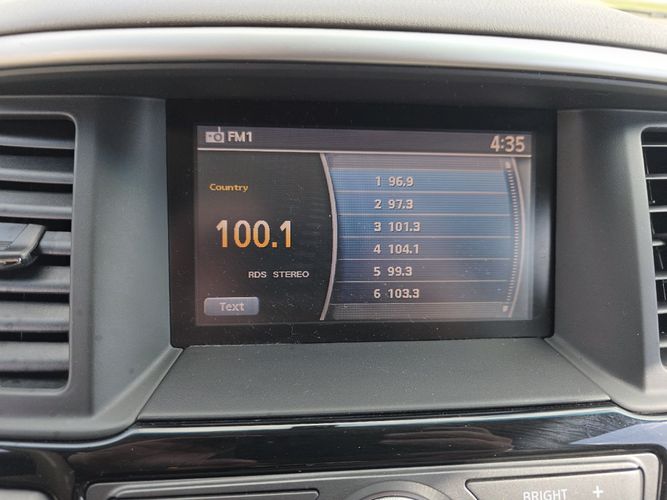 FM1
4:35
Country
100.1
RDS STEREO
Text
1 96.9
2 97.3
3 101.3
4 104.1
5 99.3
6 103.3
BRIGHT +